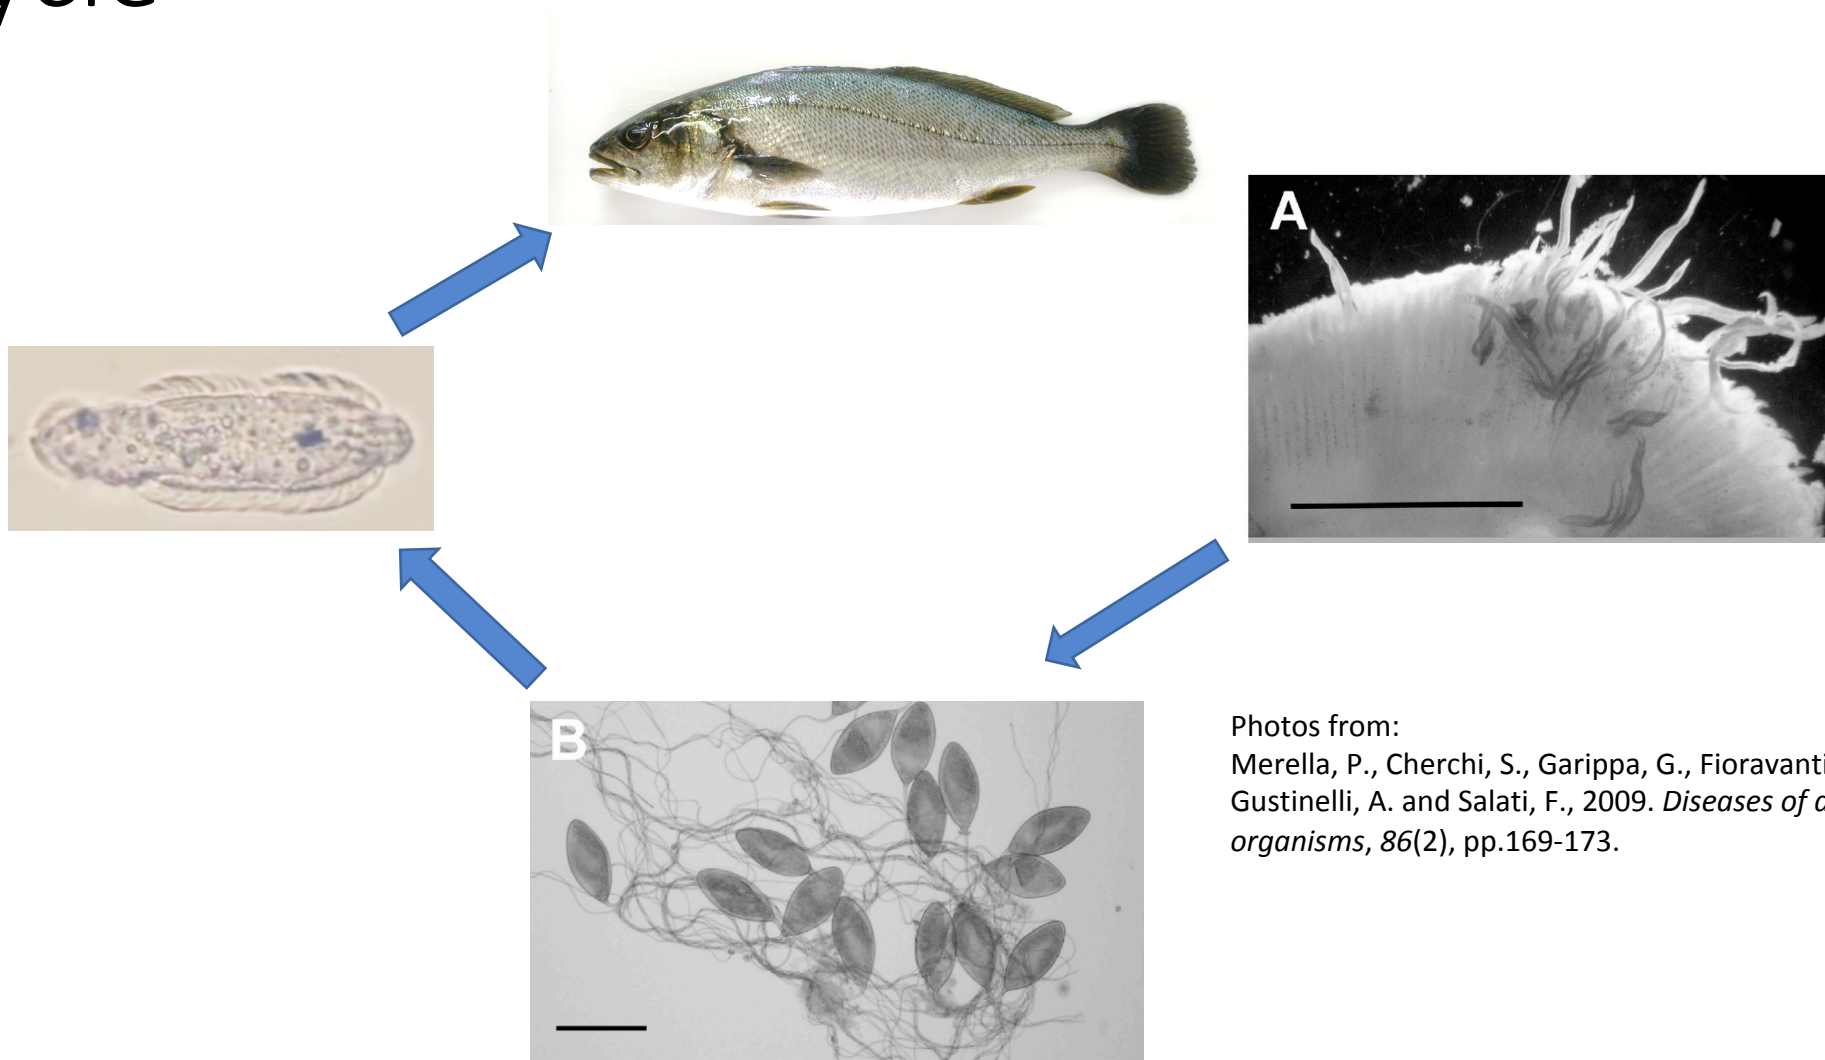 A
B
Photos from:
Merella, P., Cherchi, S., Garippa, G., Fioravanti
Gustinelli, A. and Salati, F., 2009. Diseases of
organisms, 86(2), pp.169-173.